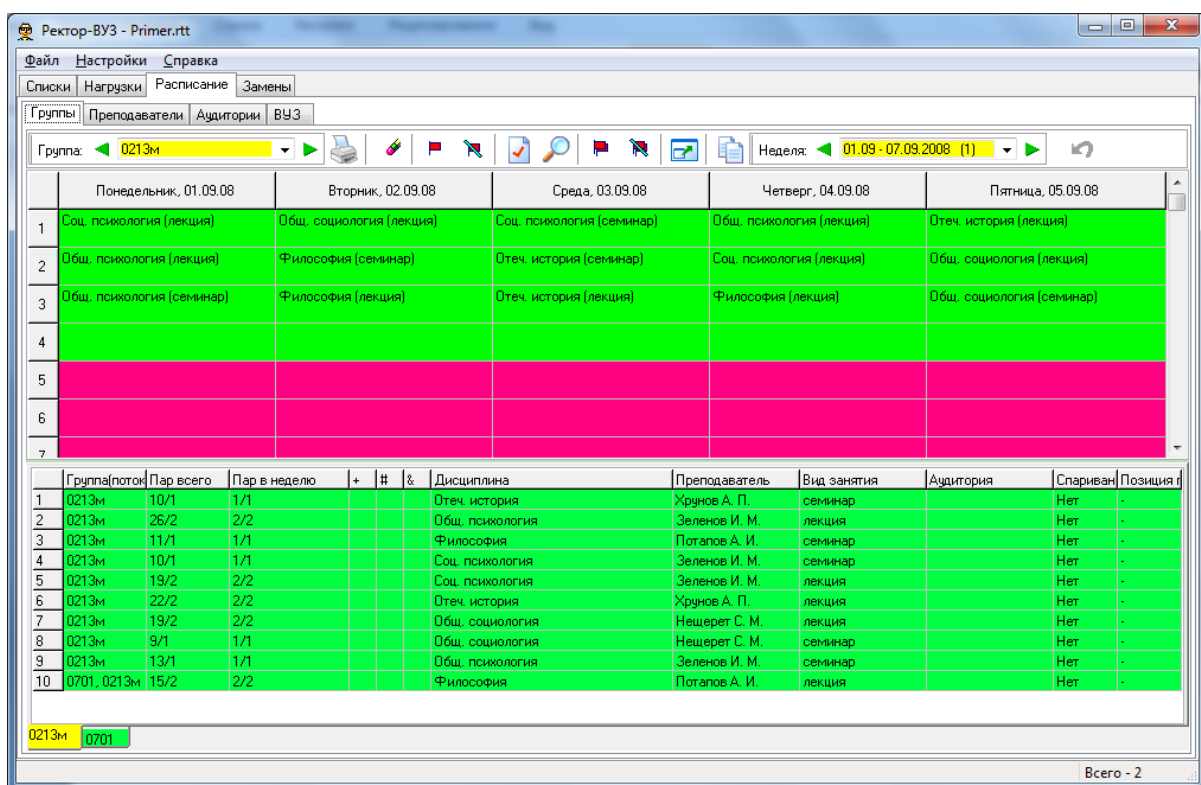 Ректор-ВУЗ - Primer.rtt
Файл Настройки Справка
Списки Нагрузки Расписание Замены
Группы Преподаватели Аудитории ВУЗ
Группа: 0213м Неделя: 01.09 - 07.09.2008 (1)
Понедельник, 01.09.08 Вторник, 02.09.08 Среда, 03.09.08 Четверг, 04.09.08 Пятница, 05.09.08
1 Соц. психология (лекция) Общ. социология (лекция) Соц. психология (семинар) Общ. психология (лекция) Отеч. история (лекция)
2 Общ. психология (лекция) Философия (семинар) Отеч. история (семинар) Соц. психология (лекция) Общ. социология (лекция)
3 Общ. психология (семинар) Философия (лекция) Отеч. история (лекция) Философия (лекция) Общ. социология (семинар)
4
5
6
7
Группа(поток Пар всего Пар в неделю + # & Дисциплина Преподаватель Вид занятия Аудитория Спариван Позиция г
1 0213м 10/1 1/1 Отеч. история Хрунов А. П. семинар Нет -
2 0213м 26/2 2/2 Общ. психология Зеленов И. М. лекция Нет -
3 0213м 11/1 1/1 Философия Потапов А. И. семинар Нет -
4 0213м 10/1 1/1 Соц. психология Зеленов И. М. семинар Нет -
5 0213м 19/2 2/2 Соц. психология Зеленов И. М. лекция Нет -
6 0213м 22/2 2/2 Отеч. история Хрунов А. П. лекция Нет -
7 0213м 19/2 2/2 Общ. социология Нещерет С. М. лекция Нет -
8 0213м 9/1 1/1 Общ. социология Нещерет С. М. семинар Нет -
9 0213м 13/1 1/1 Общ. психология Зеленов И. М. семинар Нет -
10 0701, 0213м 15/2 2/2 Философия Потапов А. И. лекция Нет -
0213м 0701
Всего - 2